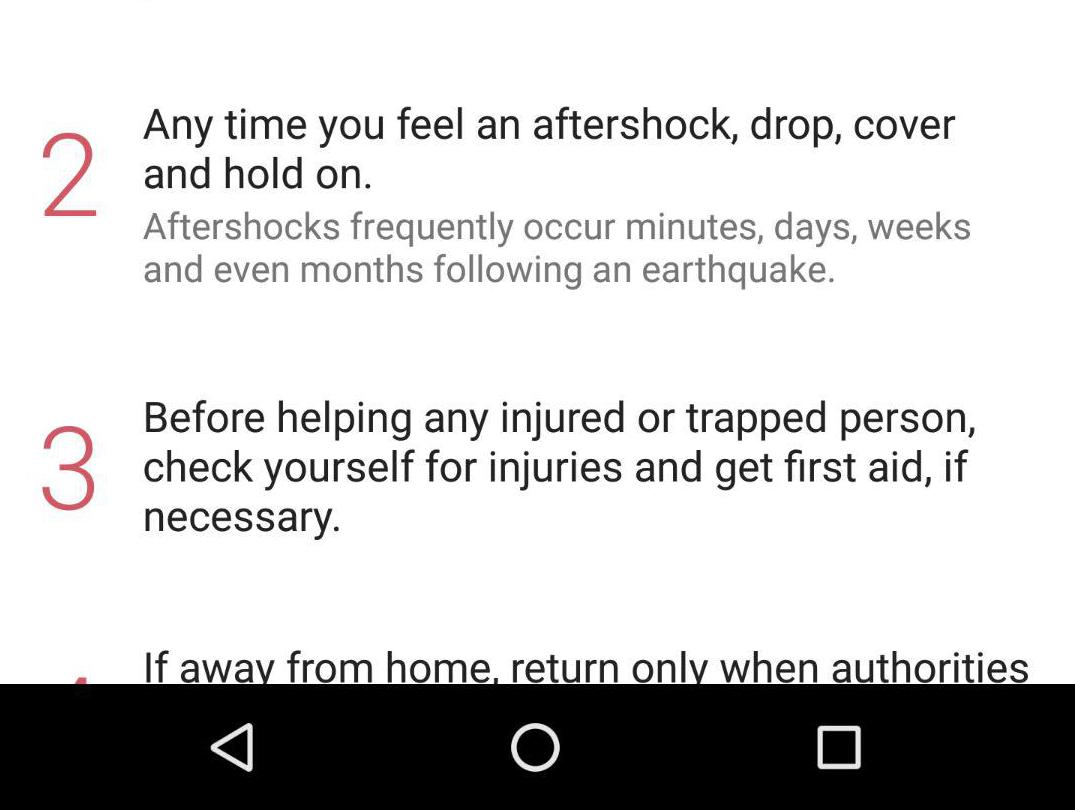 2
Any time you feel an aftershock, drop, cover
and hold on.
Aftershocks frequently occur minutes, days, weeks
and even months following an earthquake.
3
Before helping any injured or trapped person,
check yourself for injuries and get first aid, if
necessary.
If away from home, return only when authorities